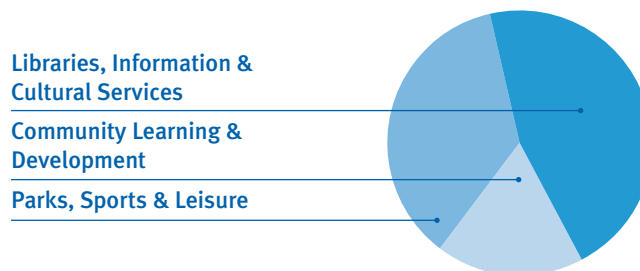 Libraries, Information &
Cultural Services
Community Learning &
Development
Parks, Sports & Leisure